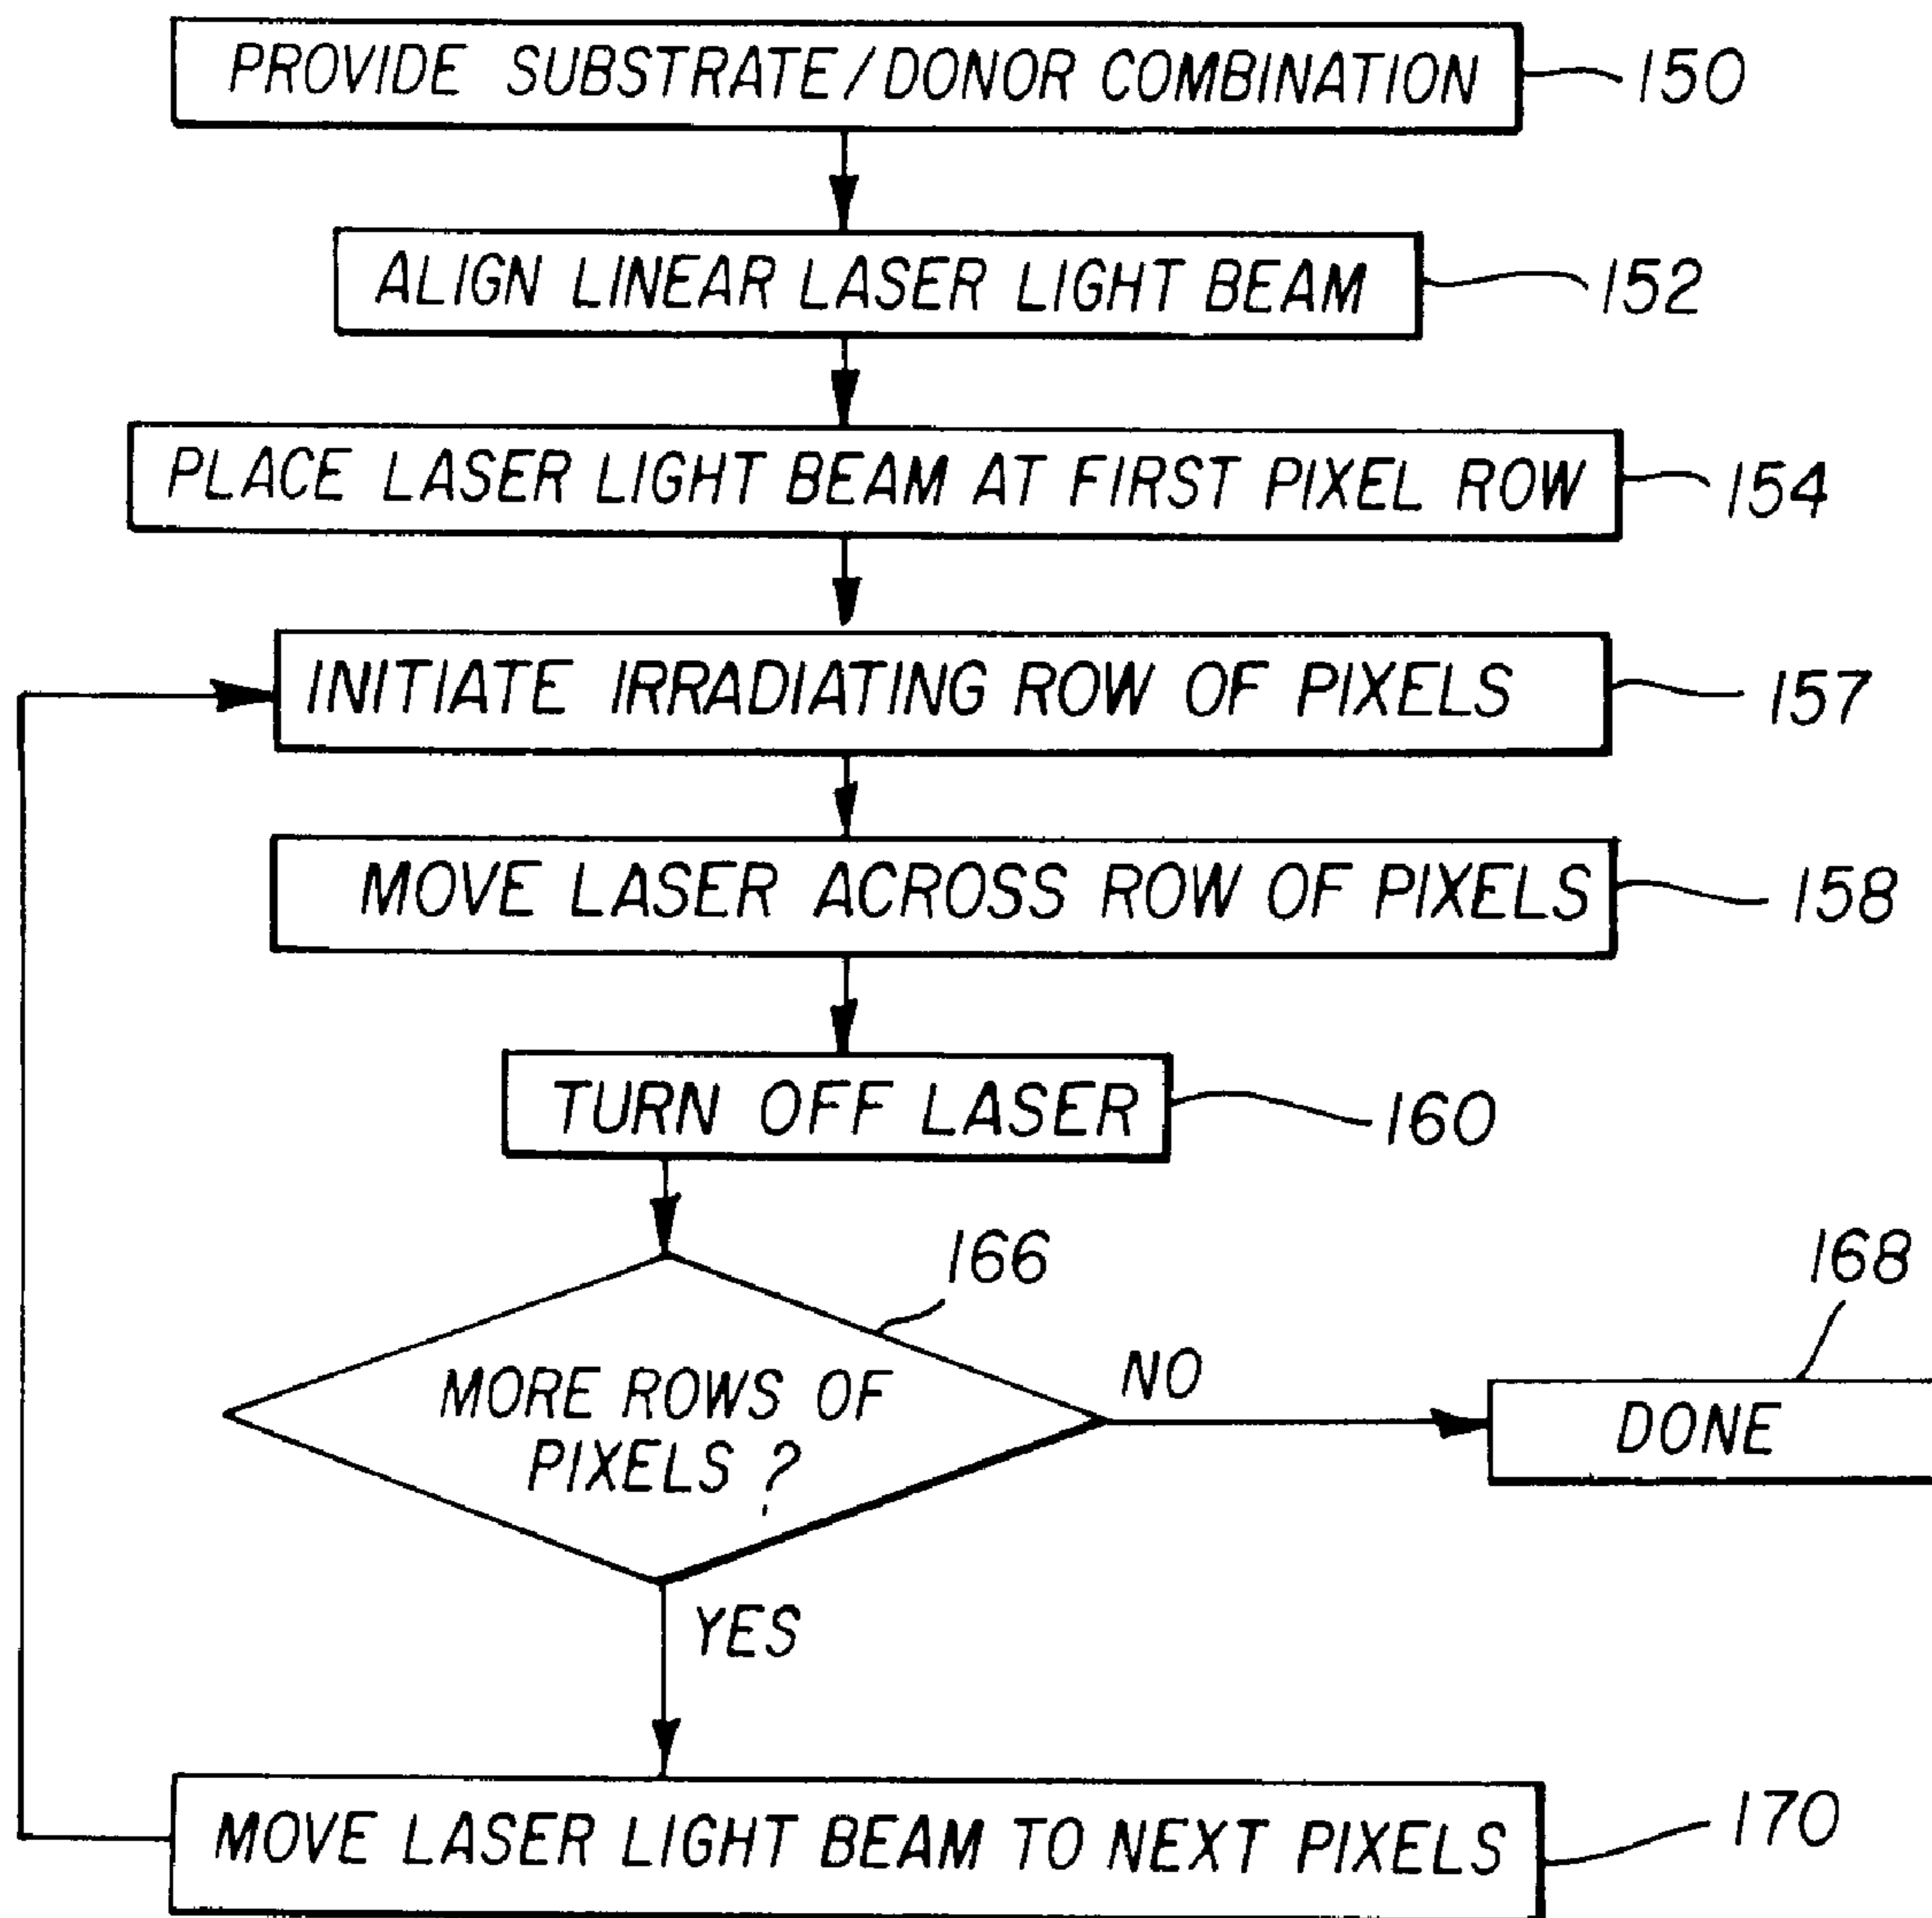 PROVIDE SUBSTRATE/DONOR COMBINATION 150
ALIGN LINEAR LASER LIGHT BEAM 152
PLACE LASER LIGHT BEAM AT FIRST PIXEL ROW 154
INITIATE IRRADIATING ROW OF PIXELS 157
MOVE LASER ACROSS ROW OF PIXELS 158
TURN OFF LASER 160
166
168
MORE ROWS OF
PIXELS ?
NO
DONE
YES
MOVE LASER LIGHT BEAM TO NEXT PIXELS 170